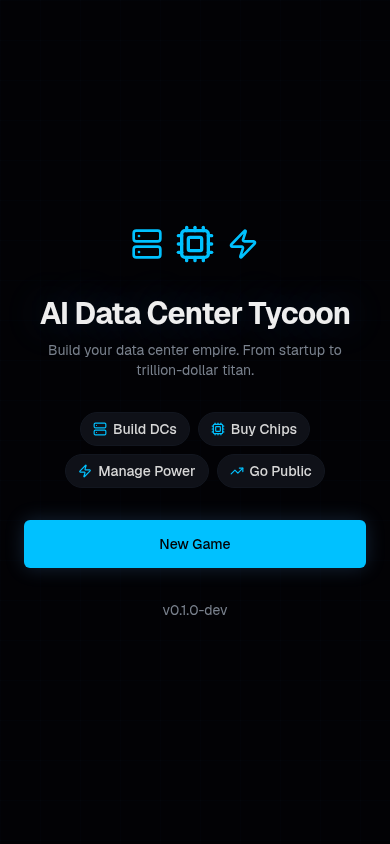 AI Data Center Tycoon
Build your data center empire. From startup to
trillion-dollar titan.
Build DCs
Buy Chips
Manage Power
Go Public
New Game
v0.1.0-dev